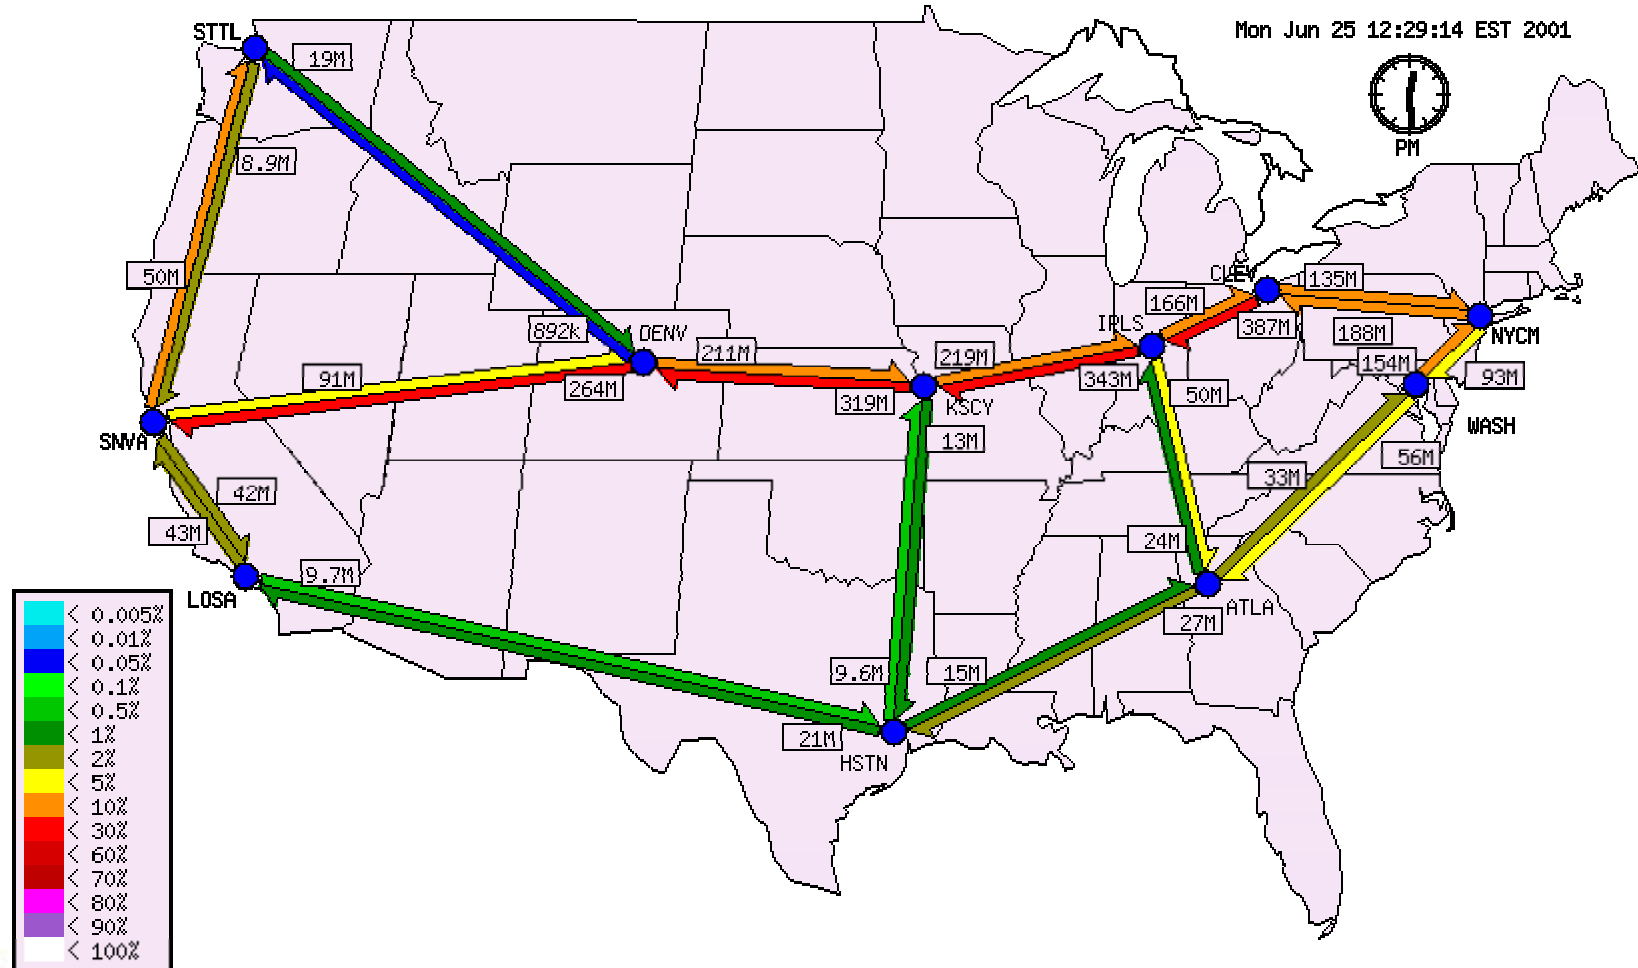 STTL
19M
Mon Jun 25 12:29:14 EST 2001
PM
8.9M
50M
CLEV
135M
166M
387M
188M
NYCM
892k
DENV
IPLS
211M
219M
154M
93M
91M
264M
319M
KSCY
343M
50M
SNVA
13M
WASH
56M
42M
33M
43M
24M
9.7M
LOSA
ATLA
27M
9.6M
15M
21M
HSTN
< 0.005%
< 0.01%
< 0.05%
< 0.1%
< 0.5%
< 1%
< 2%
< 5%
< 10%
< 30%
< 60%
< 70%
< 80%
< 90%
< 100%